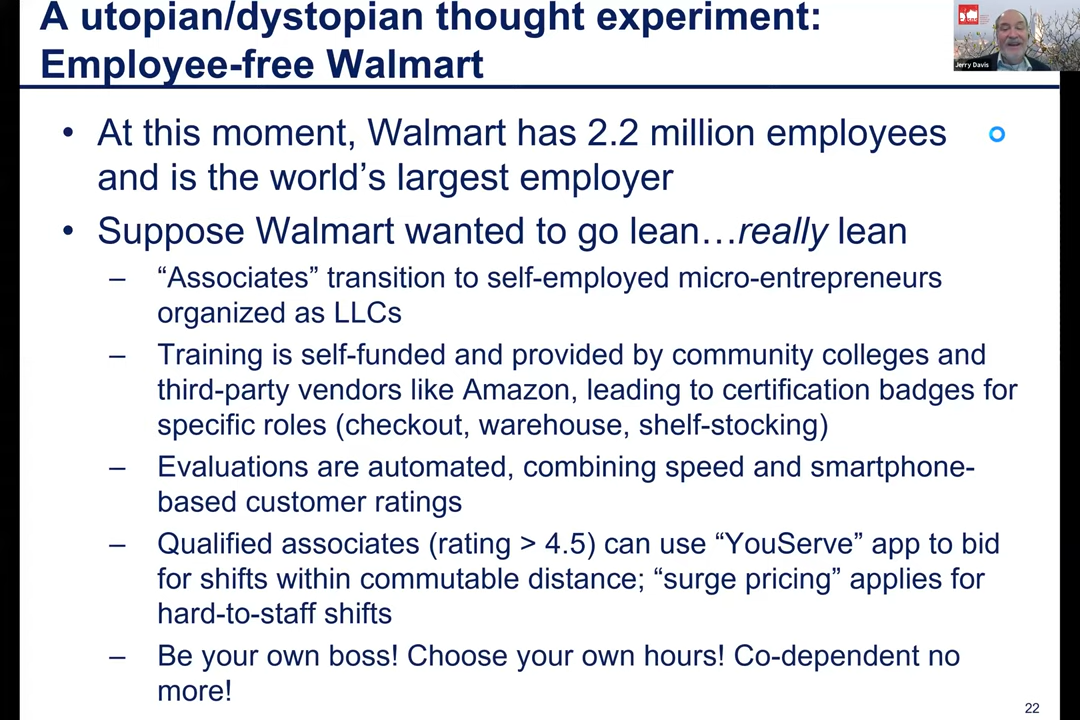 A utopian/dystopian thought experiment:
Employee-free Walmart
Jerry Davis
• At this moment, Walmart has 2.2 million employees
and is the world’s largest employer
• Suppose Walmart wanted to go lean…really lean
– “Associates” transition to self-employed micro-entrepreneurs
organized as LLCs
– Training is self-funded and provided by community colleges and
third-party vendors like Amazon, leading to certification badges for
specific roles (checkout, warehouse, shelf-stocking)
– Evaluations are automated, combining speed and smartphone-
based customer ratings
– Qualified associates (rating > 4.5) can use “YouServe” app to bid
for shifts within commutable distance; “surge pricing” applies for
hard-to-staff shifts
– Be your own boss! Choose your own hours! Co-dependent no
more!
22